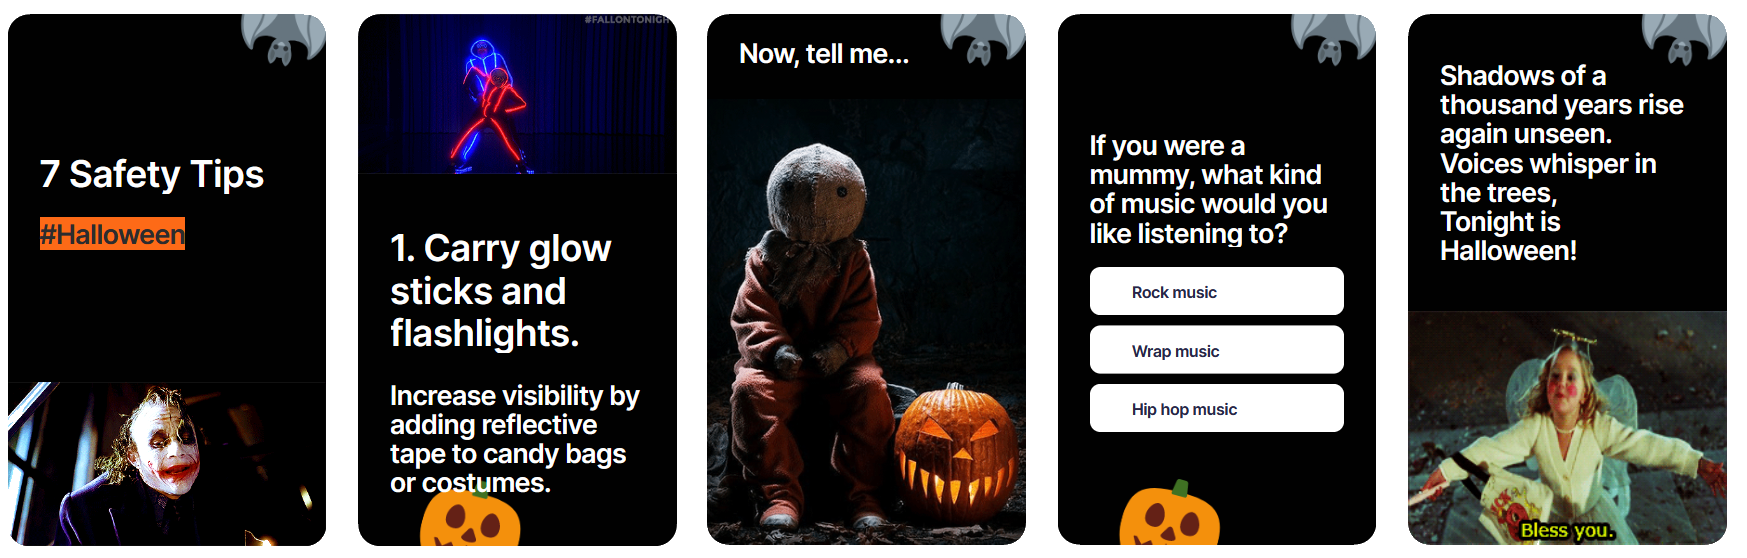 7 Safety Tips
#Halloween
#FALLONTONIGH
1. Carry glow
sticks and
flashlights.
Increase visibility by
adding reflective
tape to candy bags
or costumes.
Now, tell me...
If you were a
mummy, what kind
of music would you
like listening to?
Rock music
Wrap music
Hip hop music
Shadows of a
thousand years rise
again unseen.
Voices whisper in
the trees,
Tonight is
Halloween!
Bless you.